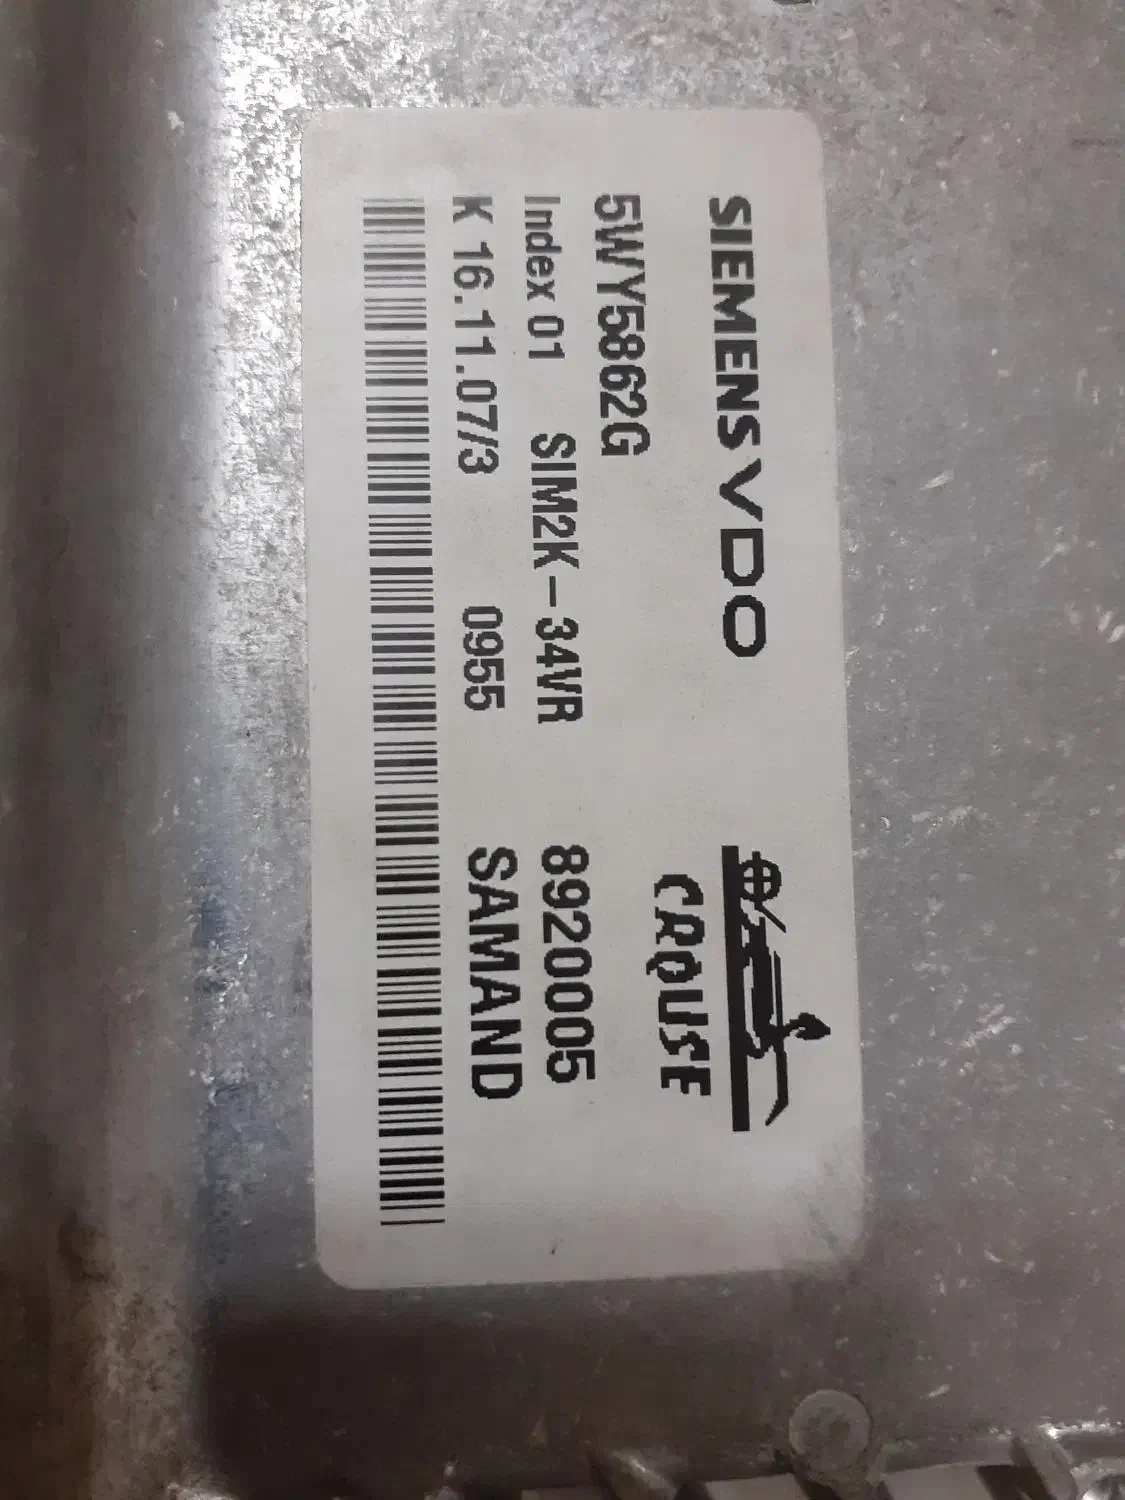 SIEMENS VDO
CROUSE
5WY5862G
Index 01 SIM2K-34VR 8920005
K 16.11.07/3 0955 SAMAND